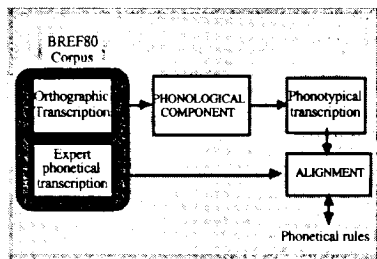 BREF80
Corpus
Orthographic
Transcription
PHONOLOGICAL
COMPONENT
Phonotypical
transcription
Expert
phonetical
transcription
ALIGNMENT
Phonetical rules